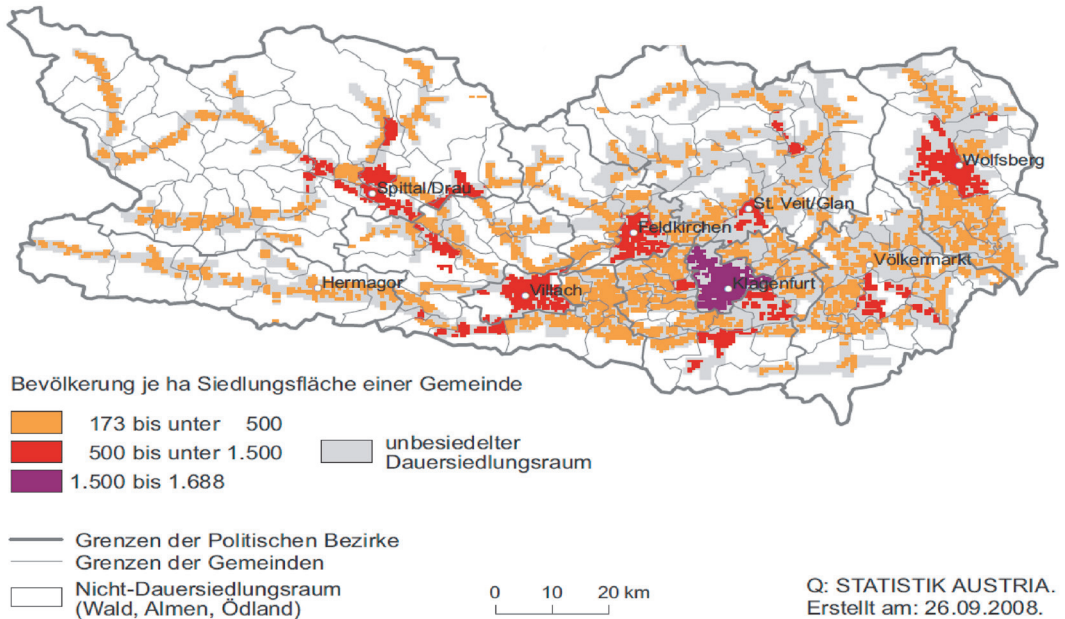 Wolfsberg
Spittal/Drau
St. Veit/Glan
Feldkirchen
Völkermarkt
Hermagor
Villach
Klagenfurt
Bevölkerung je ha Siedlungsfläche einer Gemeinde
173 bis unter 500
500 bis unter 1.500
1.500 bis 1.688
unbesiedelter
Dauersiedlungsraum
Grenzen der Politischen Bezirke
Grenzen der Gemeinden
Nicht-Dauersiedlungsraum
(Wald, Almen, Ödland)
0 10 20 km
Q: STATISTIK AUSTRIA.
Erstellt am: 26.09.2008.